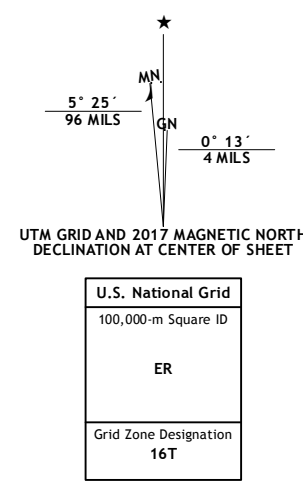 MN.
5° 25´
96 MILS
GN
0° 13´
4 MILS
UTM GRID AND 2017 MAGNETIC NORTH
DECLINATION AT CENTER OF SHEET
U.S. National Grid
100,000-m Square ID
ER
Grid Zone Designation
16T